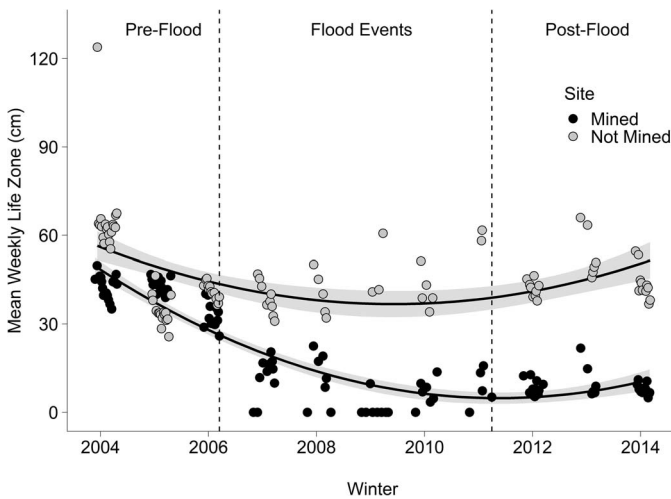 Pre-Flood Flood Events Post-Flood
Mean Weekly Life Zone (cm)
120
90
60
30
0
Site
Mined
Not Mined
2004 2006 2008 2010 2012 2014
Winter